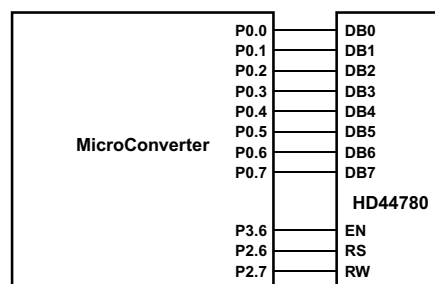 P0.0 DB0
P0.1 DB1
P0.2 DB2
P0.3 DB3
P0.4 DB4
P0.5 DB5
MicroConverter
P0.6 DB6
P0.7 DB7
HD44780
P3.6 EN
P2.6 RS
P2.7 RW